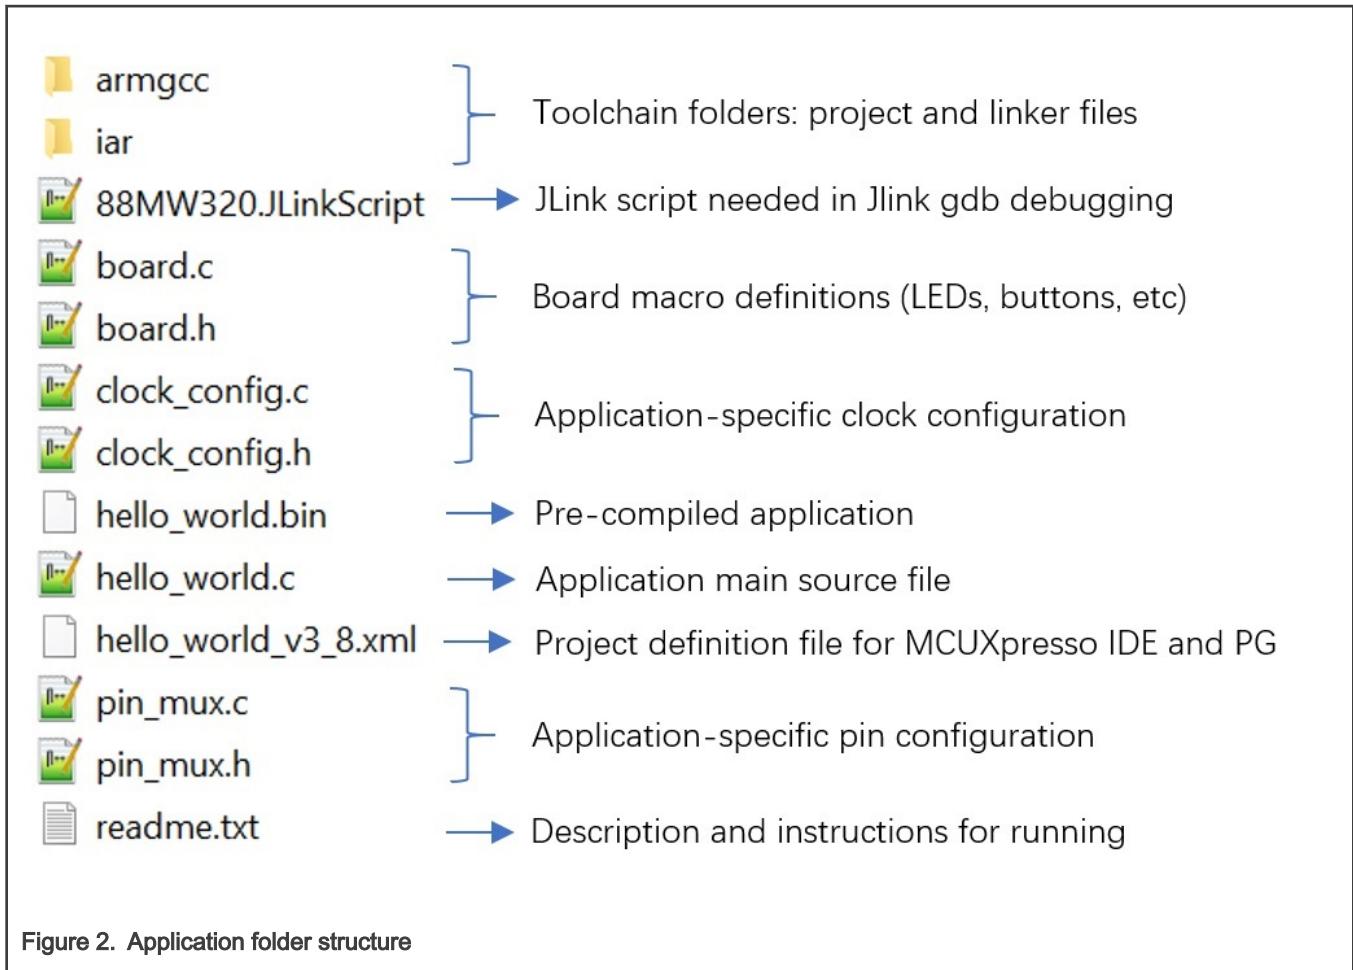 armgcc
iar
Toolchain folders: project and linker files
88MW320.JLinkScript
JLink script needed in Jlink gdb debugging
board.c
board.h
Board macro definitions (LEDs, buttons, etc)
clock_config.c
clock_config.h
Application-specific clock configuration
hello_world.bin
Pre-compiled application
hello_world.c
Application main source file
hello_world_v3_8.xml
Project definition file for MCUXpresso IDE and PG
pin_mux.c
pin_mux.h
Application-specific pin configuration
readme.txt
Description and instructions for running
Figure 2. Application folder structure